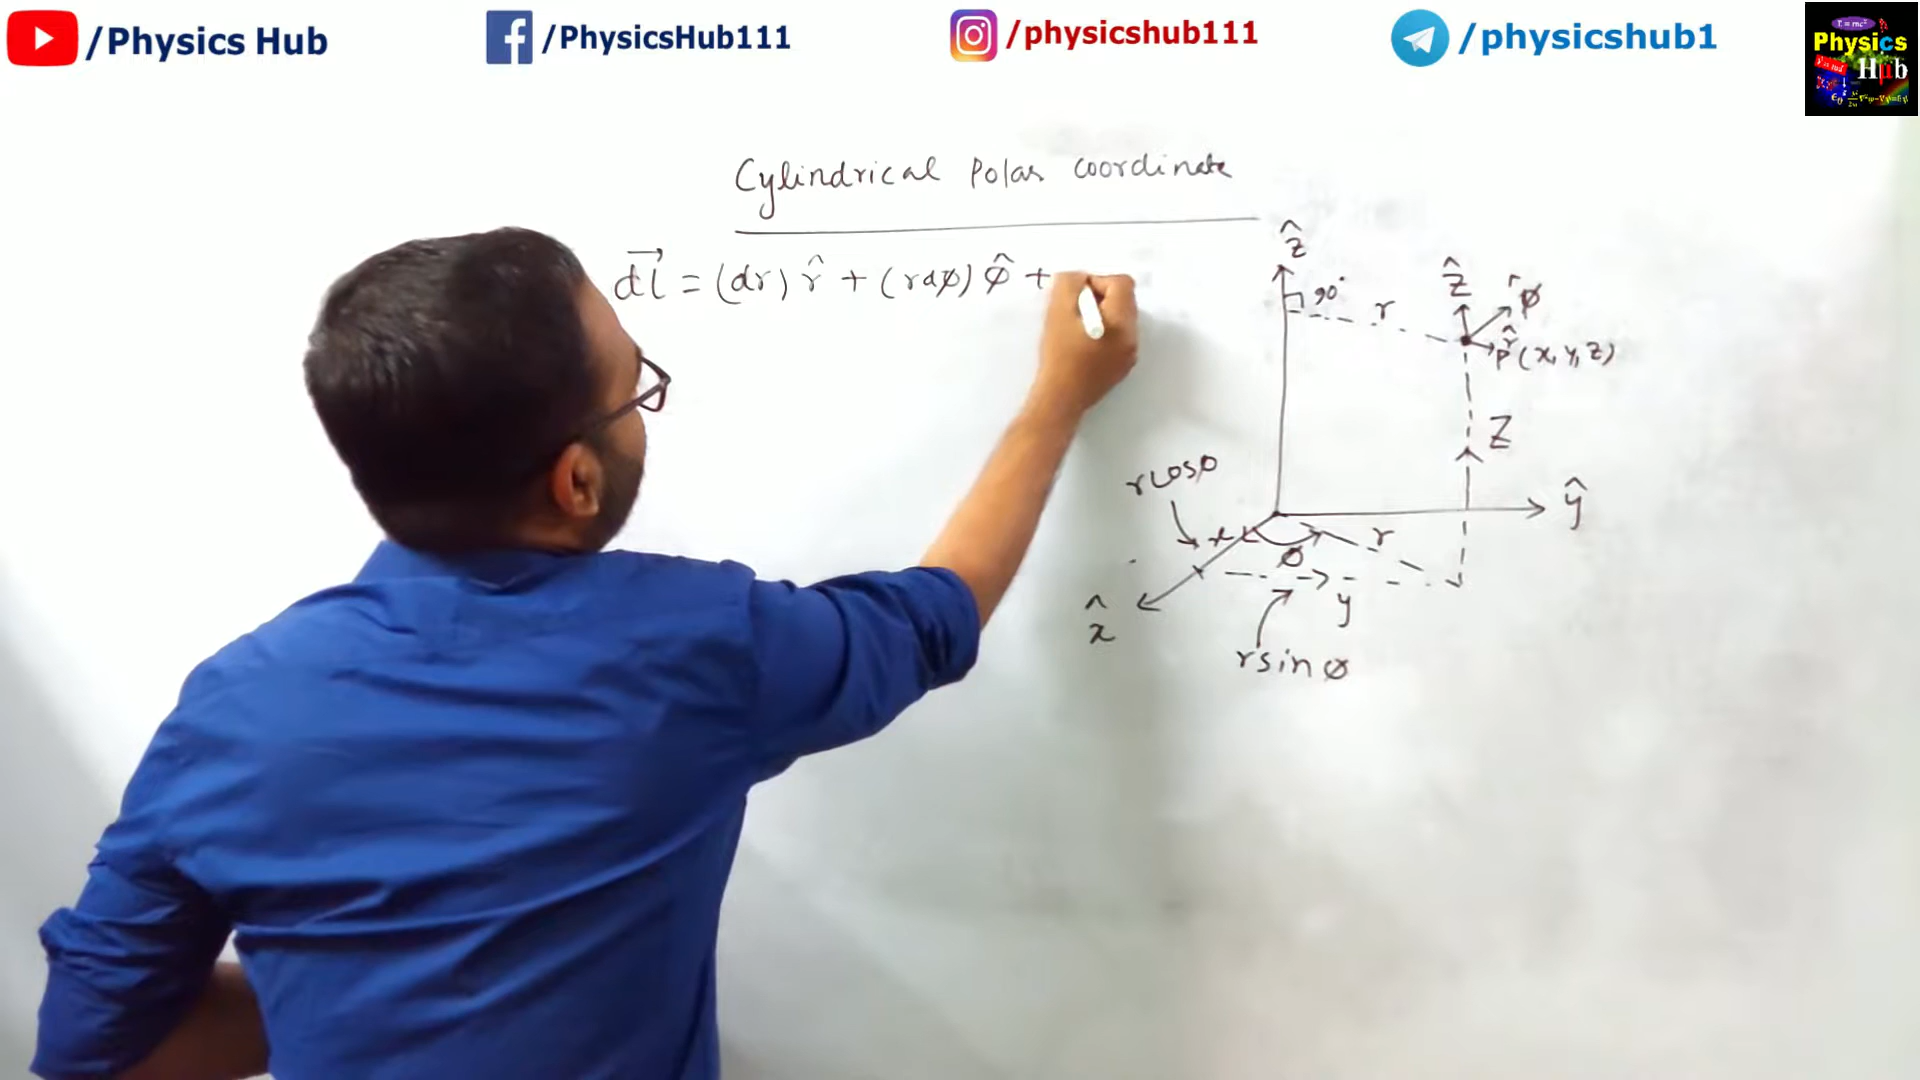 /Physics Hub
/PhysicsHub111
/physicshub111
/physicshub1
Physics
Hub
Cylindrical Polar coordinate
dl⃗ = (dr) r̂ + (rdφ) φ̂ +
ẑ
90°
r
ẑ
φ̂
r̂
P(x, y, z)
Z
rcosφ
ŷ
x
r
φ
x̂
y
rsinφ